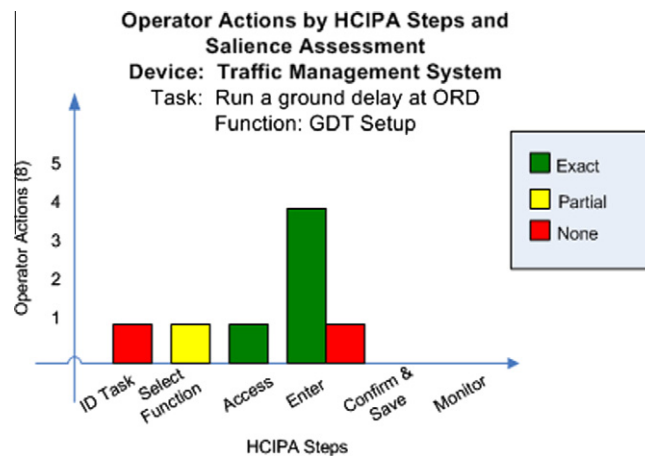 Operator Actions by HCIPA Steps and
Salience Assessment
Device: Traffic Management System
Task: Run a ground delay at ORD
Function: GDT Setup
Operator Actions (8)
5
4
3
2
1
Exact
Partial
None
ID Task
Select
Function
Access
Enter
Confirm &
Save
Monitor
HCIPA Steps